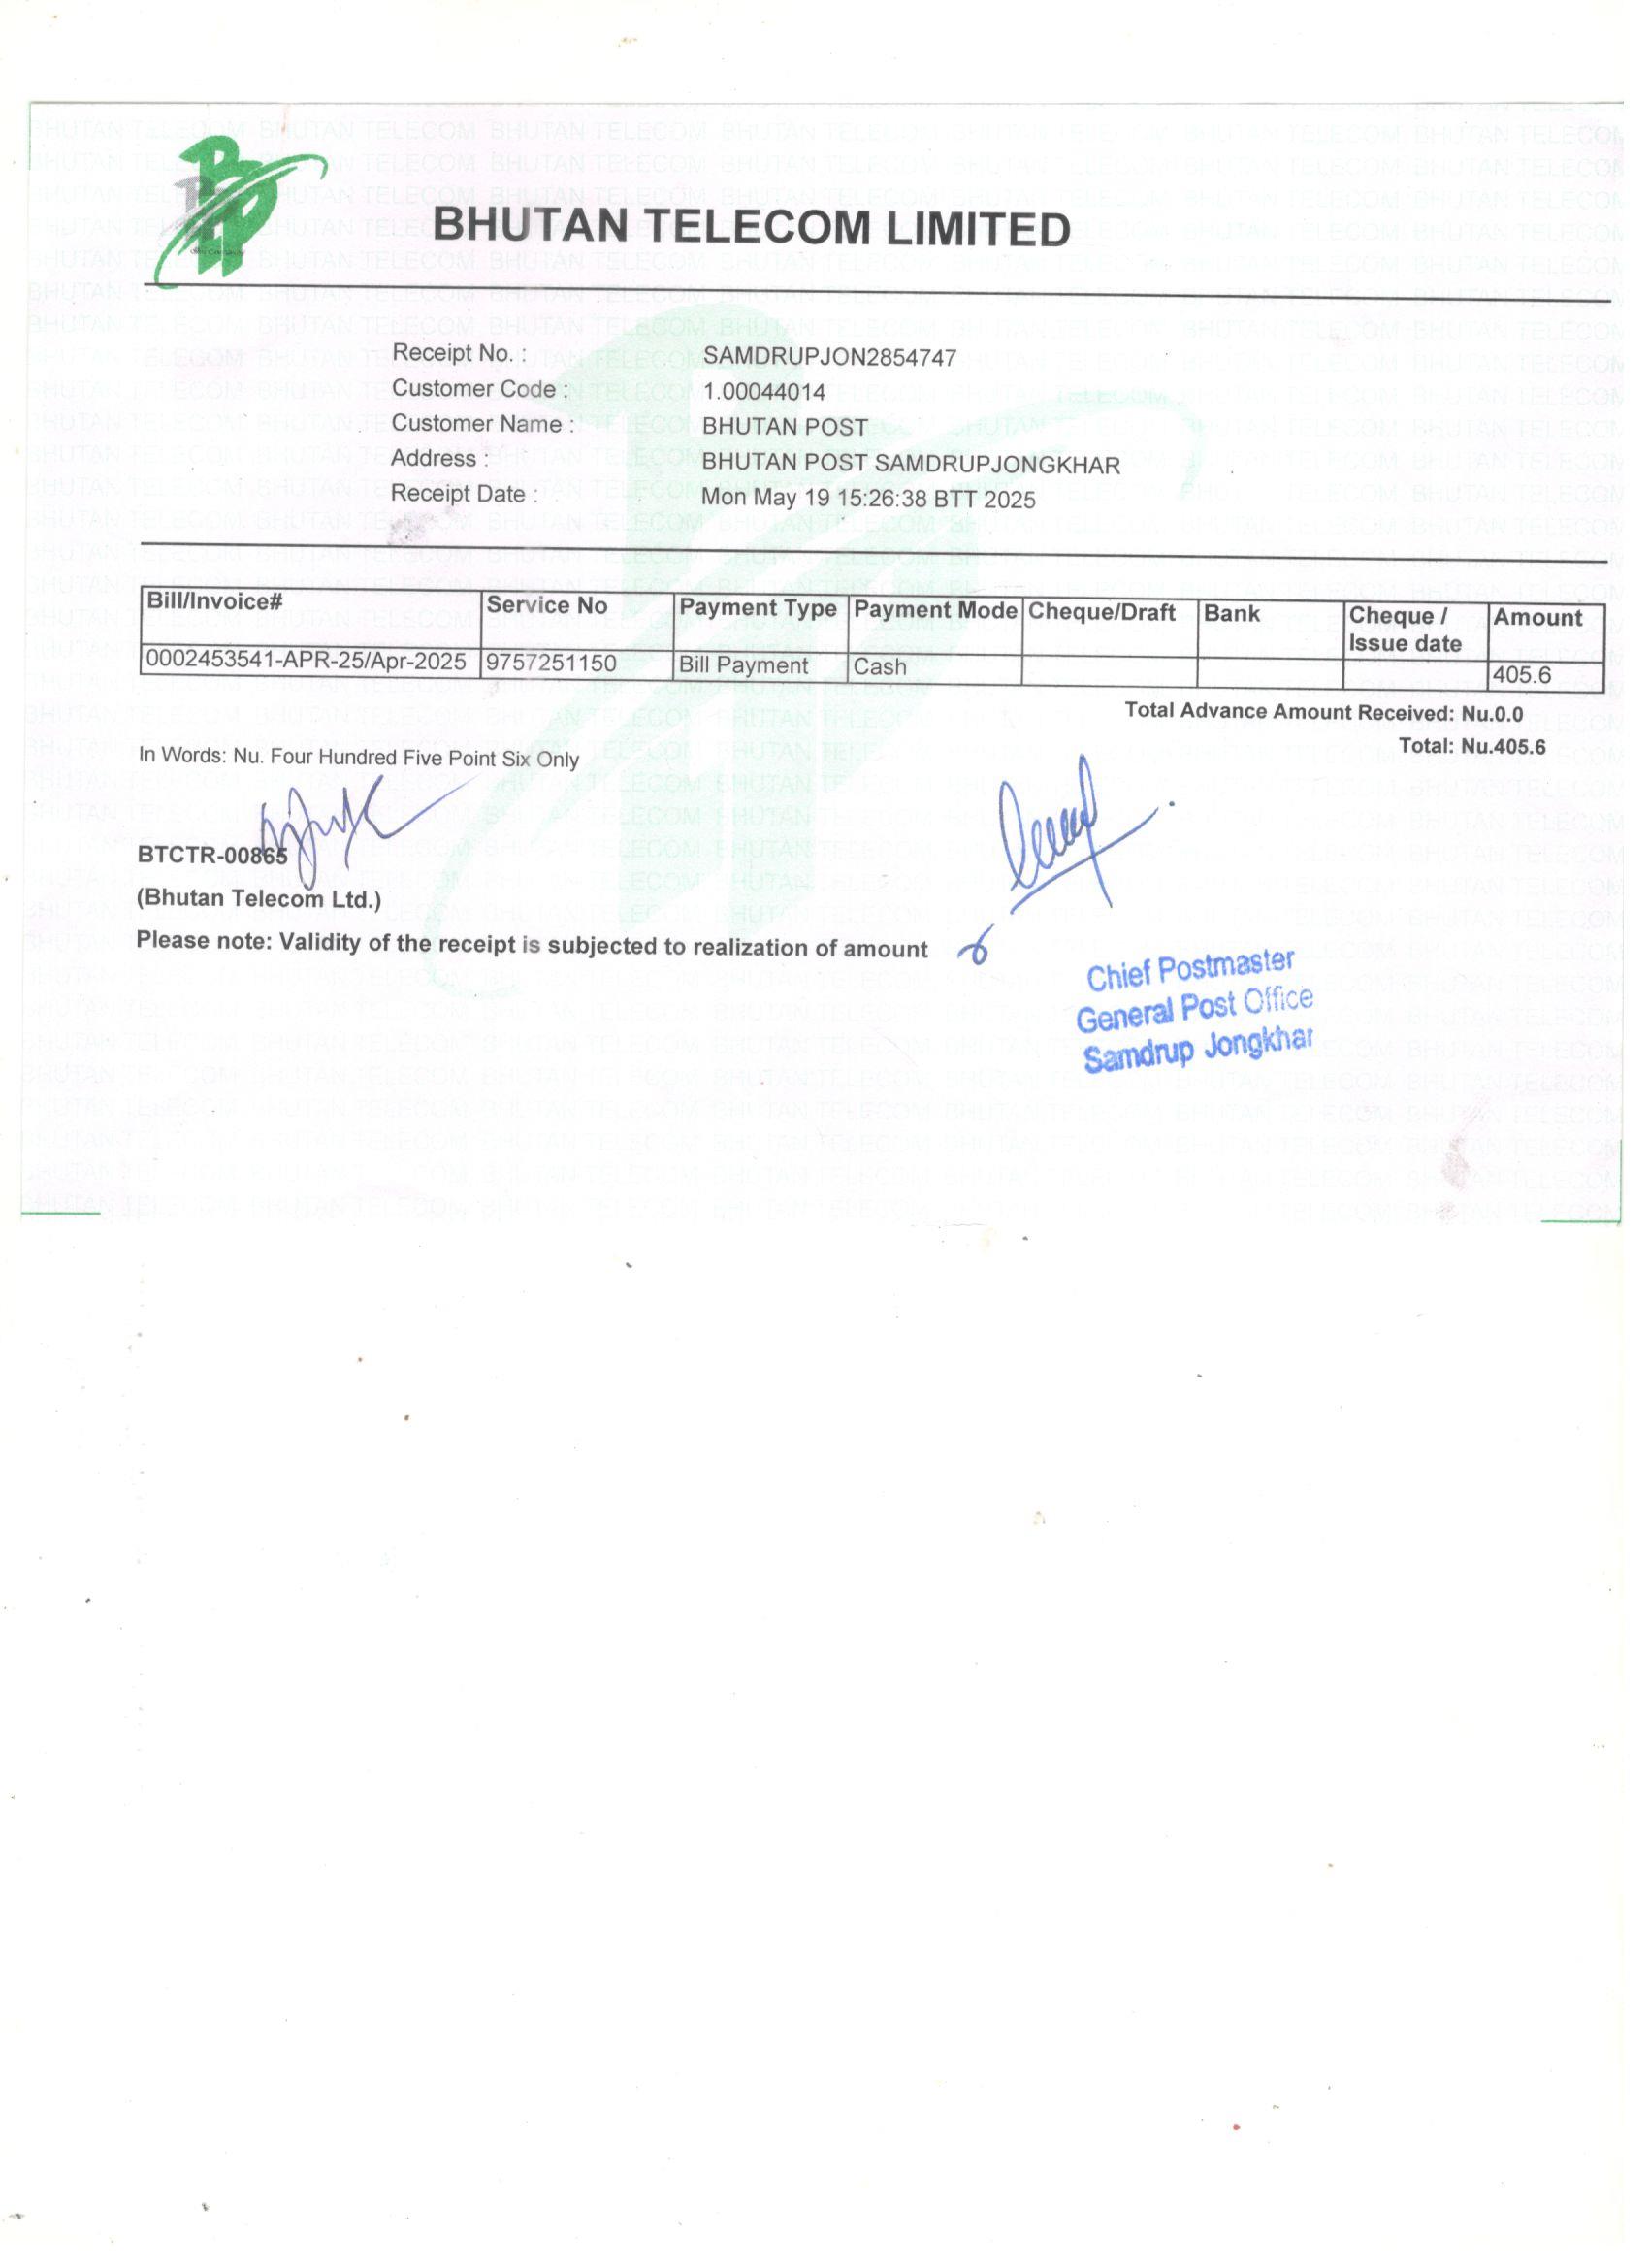 BHUTAN TELECOM LIMITED
Receipt No. : SAMDRUPJON2854747
Customer Code : 1.00044014
Customer Name : BHUTAN POST
Address : BHUTAN POST SAMDRUPJONGKHAR
Receipt Date : Mon May 19 15:26:38 BTT 2025
Bill/Invoice# Service No Payment Type Payment Mode Cheque/Draft Bank Cheque / Issue date Amount
0002453541-APR-25/Apr-2025 9757251150 Bill Payment Cash 405.6
Total Advance Amount Received: Nu.0.0
Total: Nu.405.6
In Words: Nu. Four Hundred Five Point Six Only
BTCTR-00865
(Bhutan Telecom Ltd.)
Please note: Validity of the receipt is subjected to realization of amount
Chief Postmaster
General Post Office
Samdrup Jongkhar